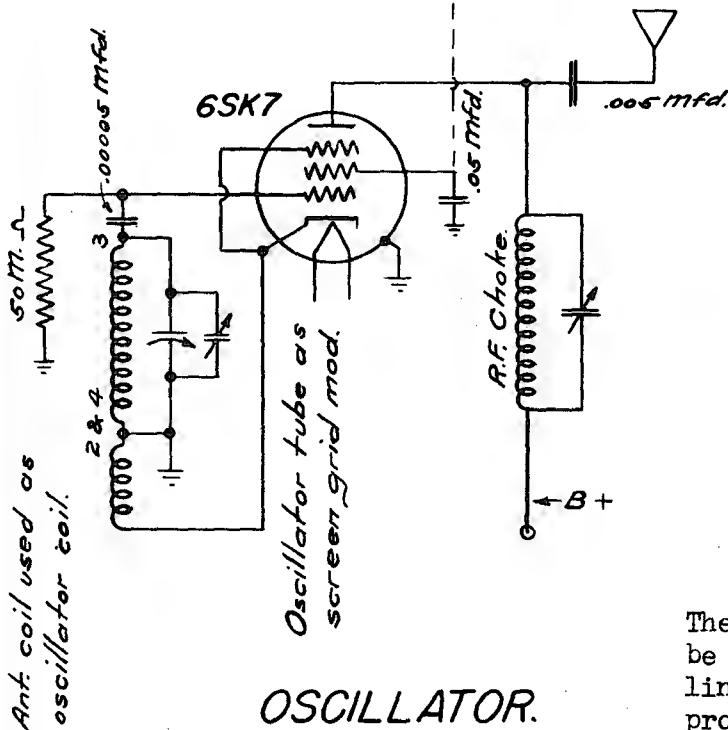 6SK7
.00005 mfd.
.05 mfd.
.005 mfd.
50M. Ω
3
2 & 4
R.F. Choke.
B+
Ant. coil used as
oscillator coil.
Oscillator tube as
screen grid mod.
OSCILLATOR.
The
be
lin
pro